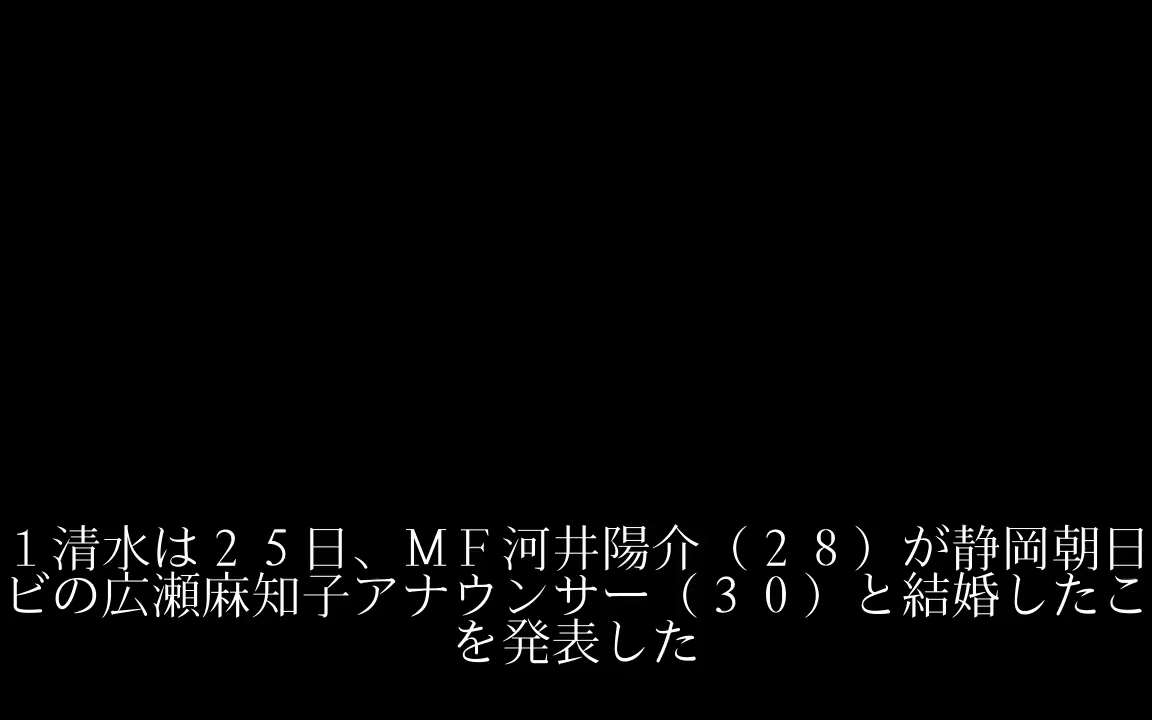 １清水は２５日、ＭＦ河井陽介（２８）が静岡朝日
ビの広瀬麻知子アナウンサー（３０）と結婚したこ
を発表した